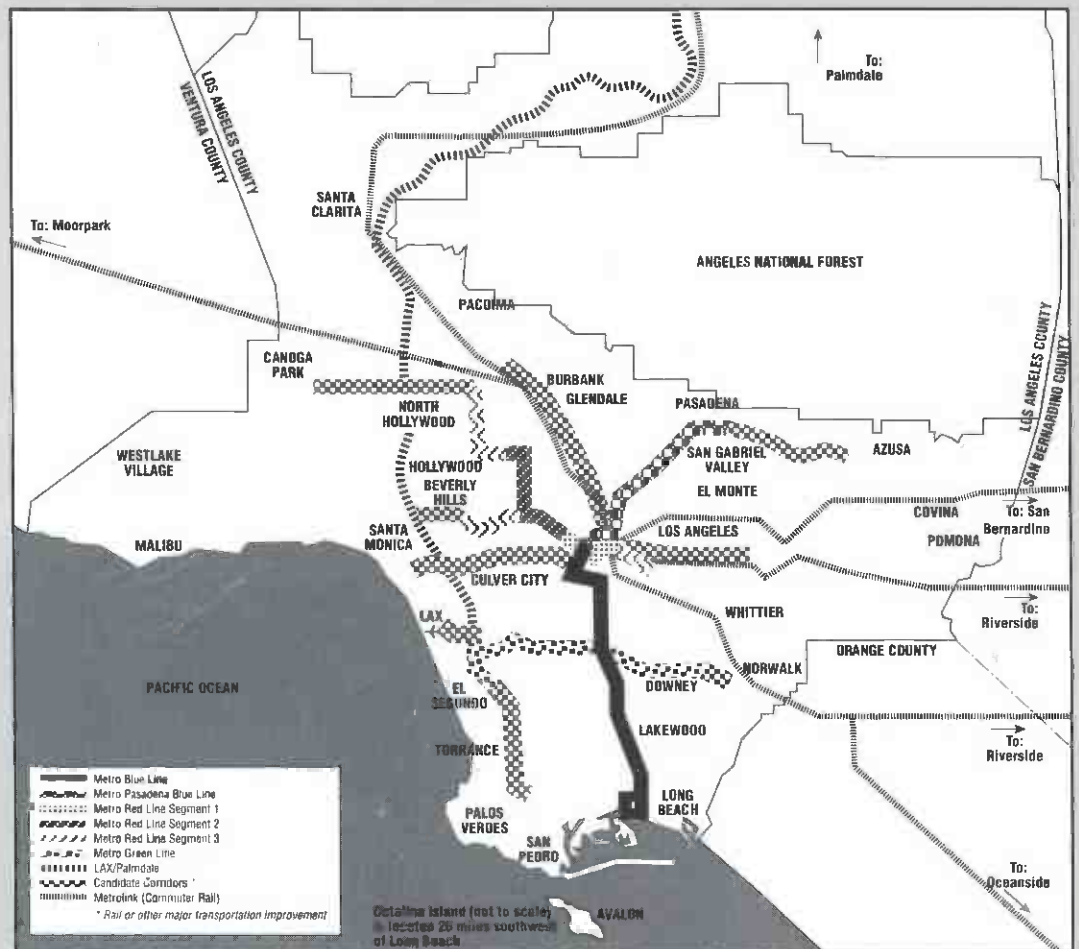 To:
Palmdale
LOS ANGELES COUNTY
VENTURA COUNTY
SANTA
CLARITA
To: Moorpark
ANGELES NATIONAL FOREST
PACOIMA
LOS ANGELES COUNTY
SAN BERNARDINO COUNTY
CANOGA
PARK
BURBANK
GLENDALE
PASADENA
NORTH
HOLLYWOOD
AZUSA
WESTLAKE
VILLAGE
SAN GABRIEL
VALLEY
HOLLYWOOD
BEVERLY
HILLS
EL MONTE
COVINA
To: San
Bernardino
SANTA
MONICA
LOS ANGELES
POMONA
MALIBU
CULVER CITY
WHITTIER
To:
Riverside
LAX
ORANGE COUNTY
NORWALK
PACIFIC OCEAN
EL
SEGUNDO
DOWNEY
LAKEWOOD
To:
Riverside
TORRANCE
LONG
BEACH
PALOS
VERDES
SAN
PEDRO
To:
Oceanside
Metro Blue Line
Metro Pasadena Blue Line
Metro Red Line Segment 1
Metro Red Line Segment 2
Metro Red Line Segment 3
Metro Green Line
LAX/Palmdale
Candidate Corridors *
Metrolink (Commuter Rail)
* Rail or other major transportation improvement
Catalina Island (not to scale)
is located 26 miles southwest
of Long Beach
AVALON